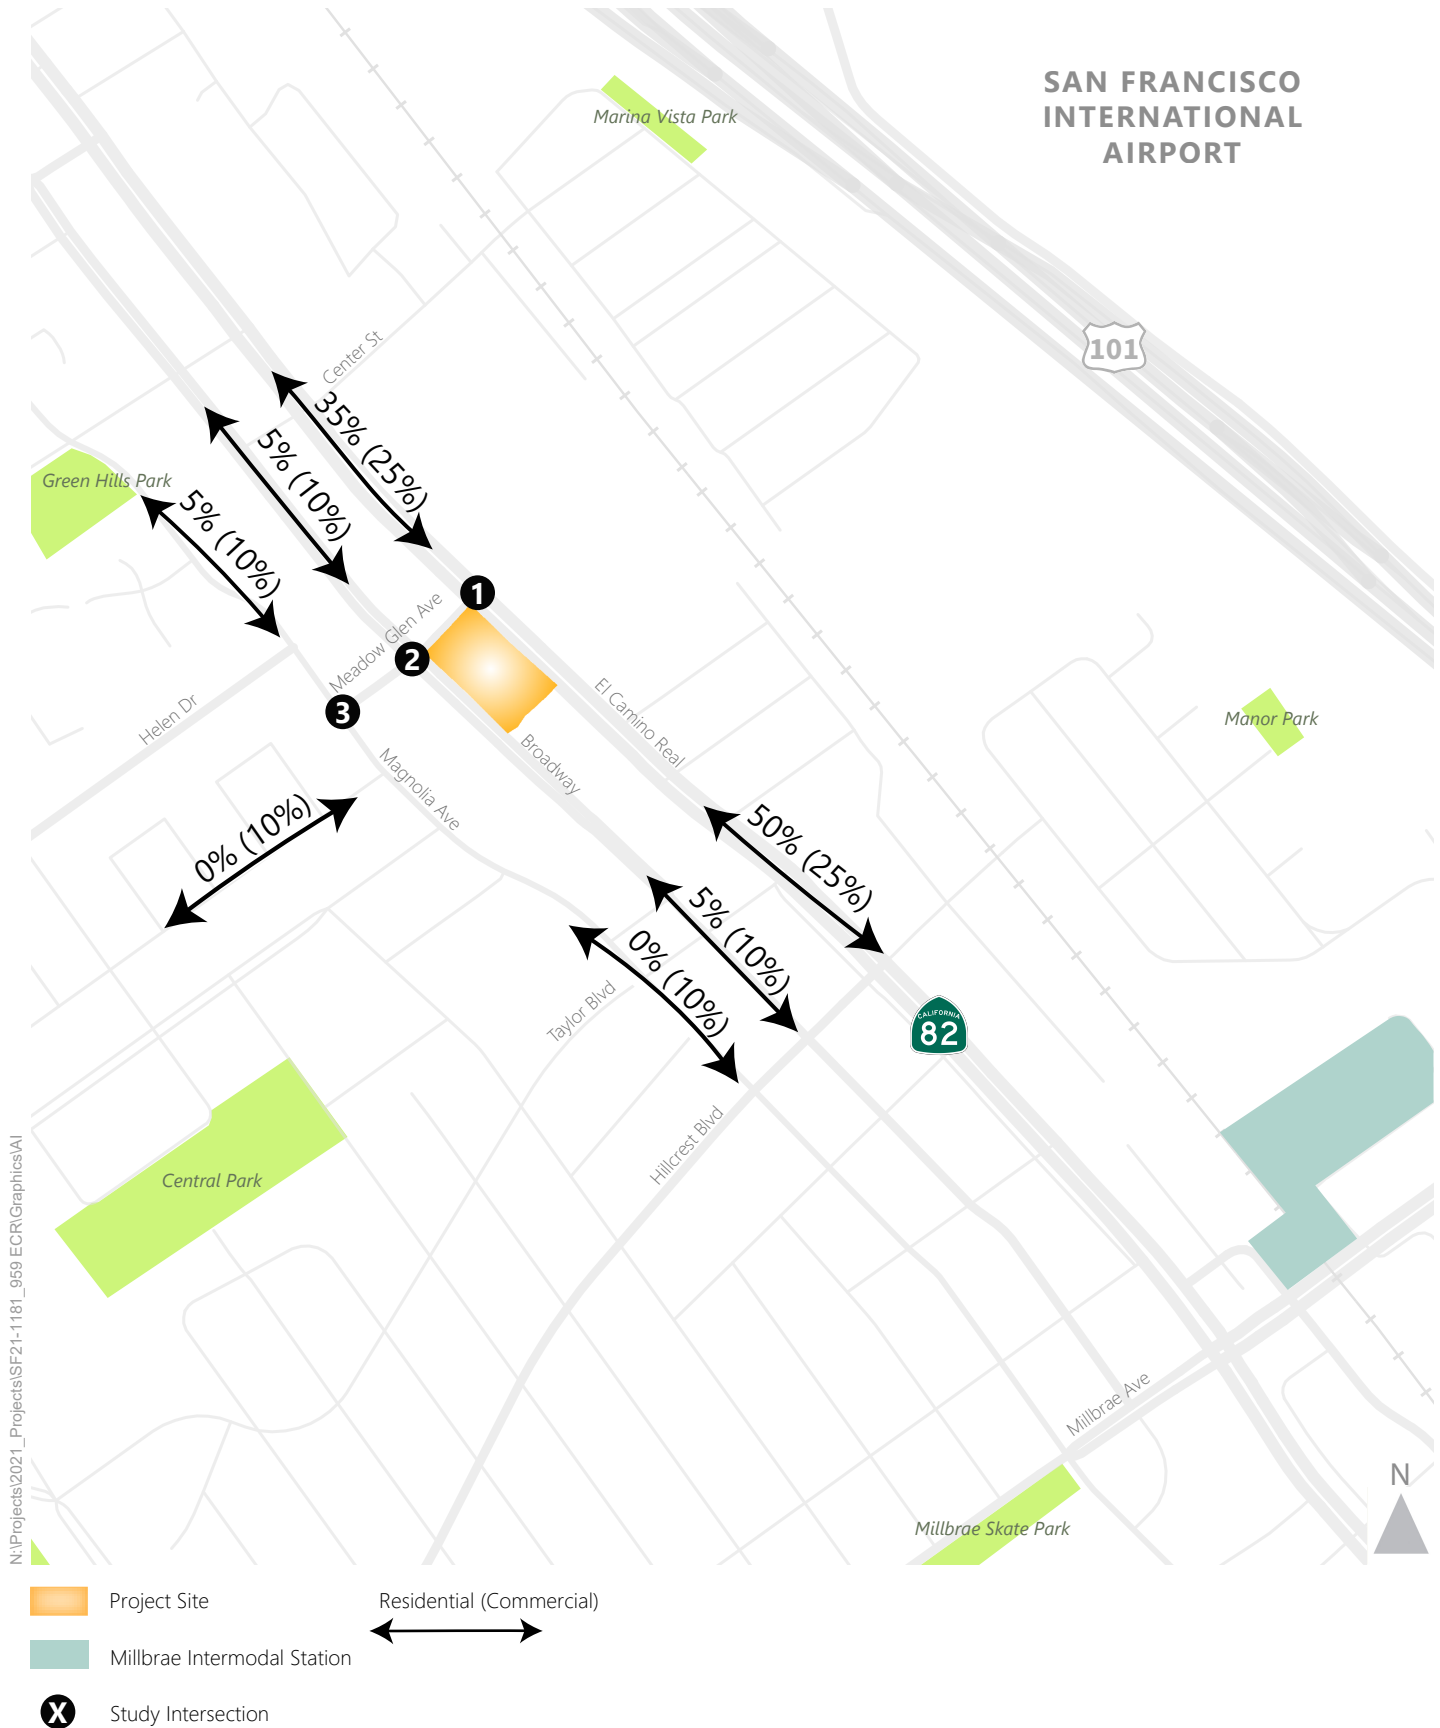 SAN FRANCISCO
INTERNATIONAL
AIRPORT
Marina Vista Park
101
Center St
35% (25%)
5% (10%)
Green Hills Park
5% (10%)
1
Meadow Glen Ave
2
3
Helen Dr
El Camino Real
Manor Park
Broadway
Magnolia Ave
0% (10%)
50% (25%)
5% (10%)
0% (10%)
Taylor Blvd
CALIFORNIA
82
Hillcrest Blvd
Central Park
Millbrae Ave
Millbrae Skate Park
N
N:\Projects\2021_Projects\SF21-1181_959 ECR\Graphics\AI
Project Site
Residential (Commercial)
Millbrae Intermodal Station
X
Study Intersection